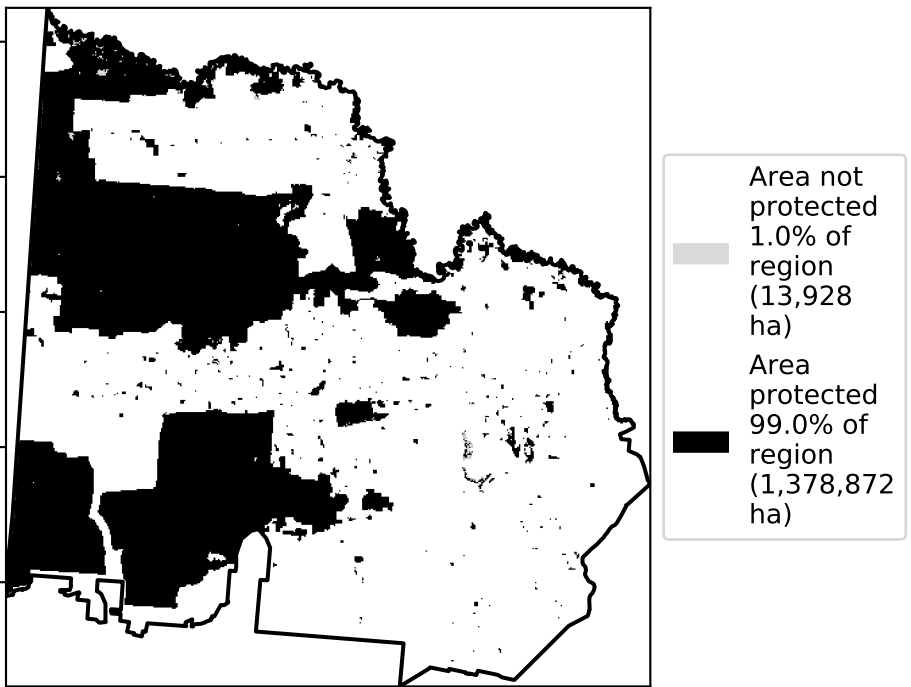 Area not
protected
1.0% of
region
(13,928
ha)
Area
protected
99.0% of
region
(1,378,872
ha)